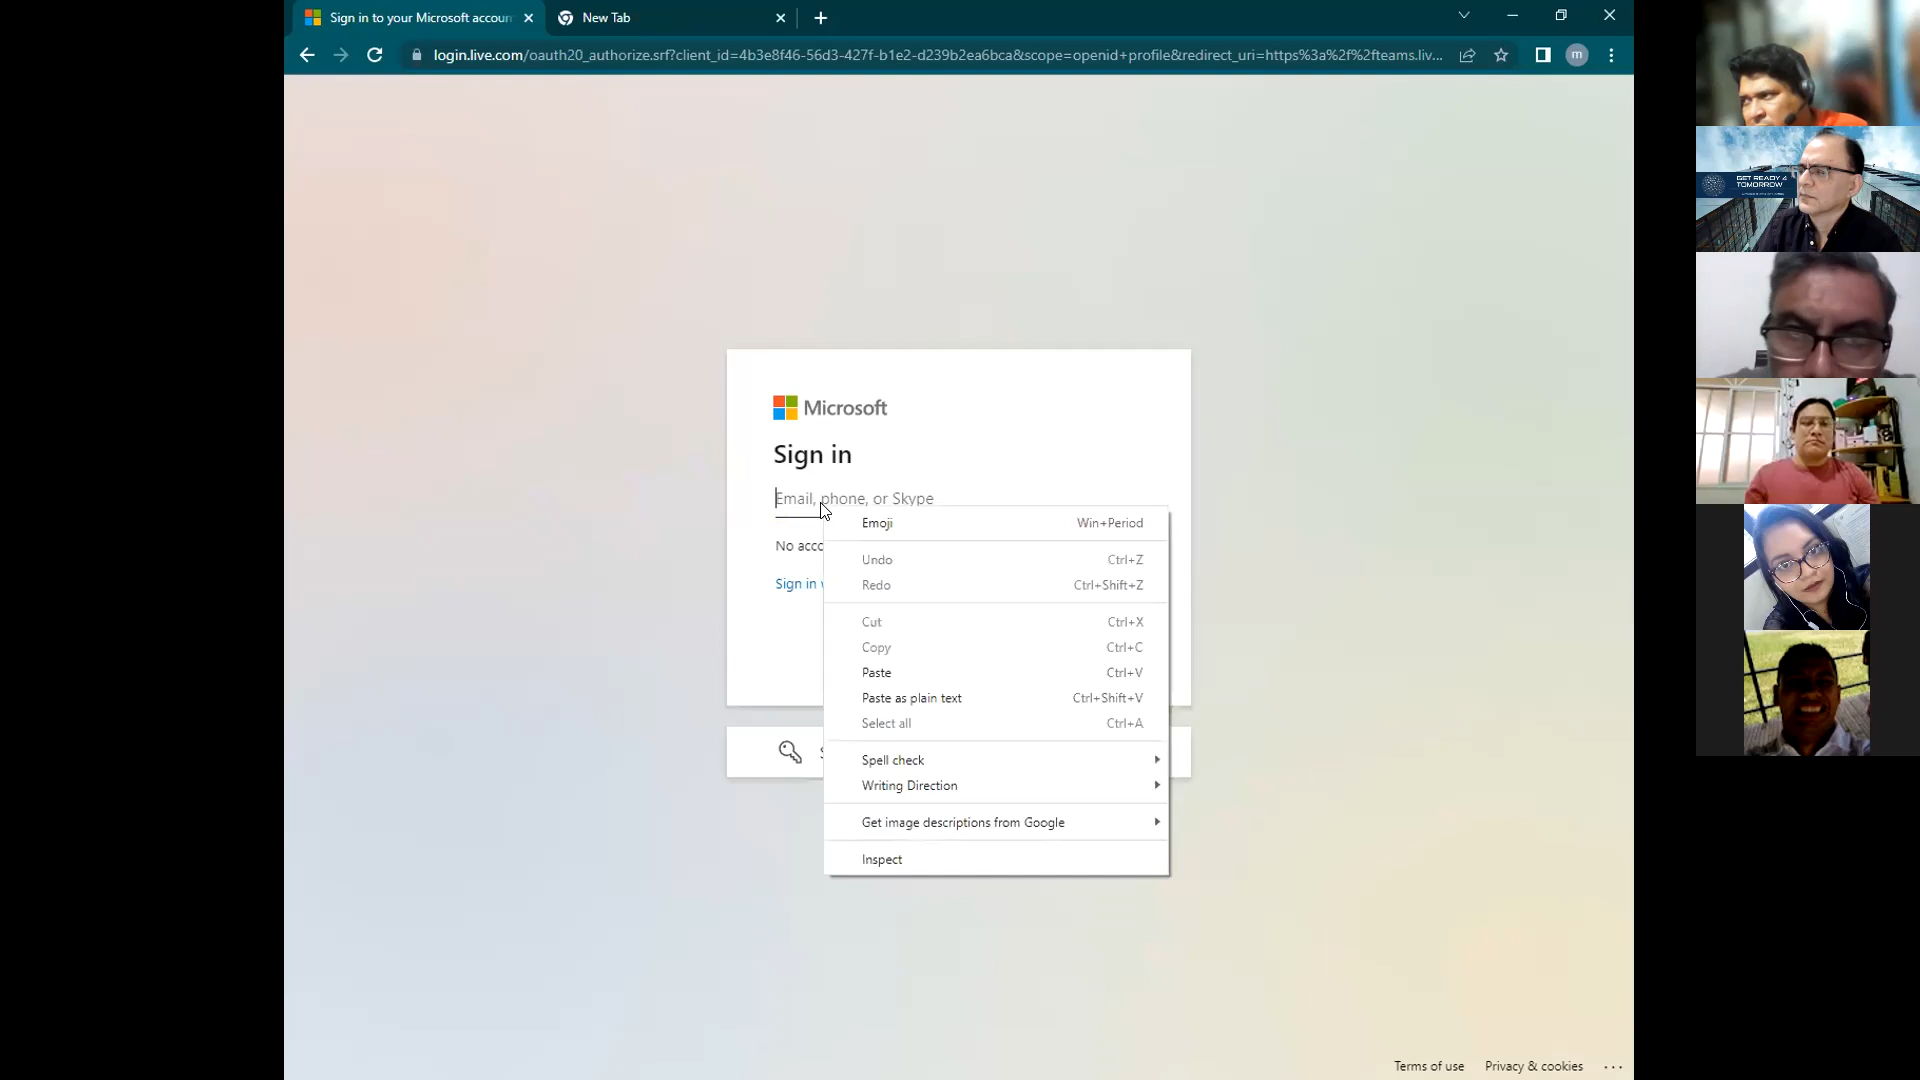 Sign in to your Microsoft accoun
New Tab
login.live.com/oauth20_authorize.srf?client_id=4b3e8f46-56d3-427f-b1e2-d239b2ea6bca&scope=openid+profile&redirect_uri=https%3a%2f%2fteams.liv...
m
GET READY 4
TOMORROW
Microsoft
Sign in
Email, phone, or Skype
Emoji Win+Period
No acco
Undo Ctrl+Z
Sign in
Redo Ctrl+Shift+Z
Cut Ctrl+X
Copy Ctrl+C
Paste Ctrl+V
Paste as plain text Ctrl+Shift+V
Select all Ctrl+A
Spell check
Writing Direction
Get image descriptions from Google
Inspect
Terms of use Privacy & cookies ...